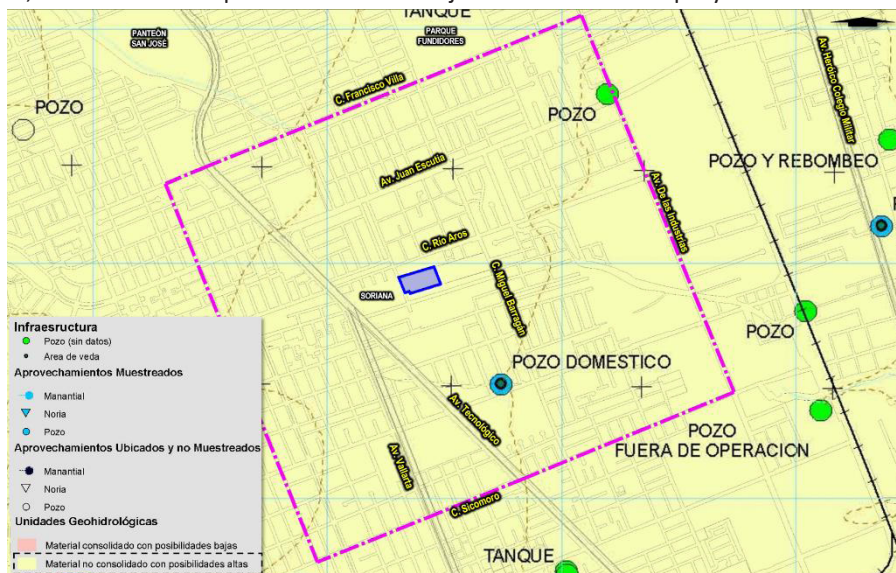 TANQUE
PANTEÓN
SAN JOSÉ
PARQUE
FUNDIDORES
C. Francisco Villa
Av. Heróico Colegio Militar
POZO
POZO
Av. Juan Escutia
POZO Y REBOMBEO
Av. De las Industrias
C. Río Aros
SORIANA
C. Miguel Barragán
POZO
POZO DOMESTICO
Av. Tecnológico
Av. Vallarta
POZO
FUERA DE OPERACION
C. Sicomoro
TANQUE
Infraesructura
Pozo (sin datos)
Area de veda
Aprovechamientos Muestreados
Manantial
Noria
Pozo
Aprovechamientos Ubicados y no Muestreados
Manantial
Noria
Pozo
Unidades Geohidrológicas
Material consolidado con posibilidades bajas
Material no consolidado con posibilidades altas